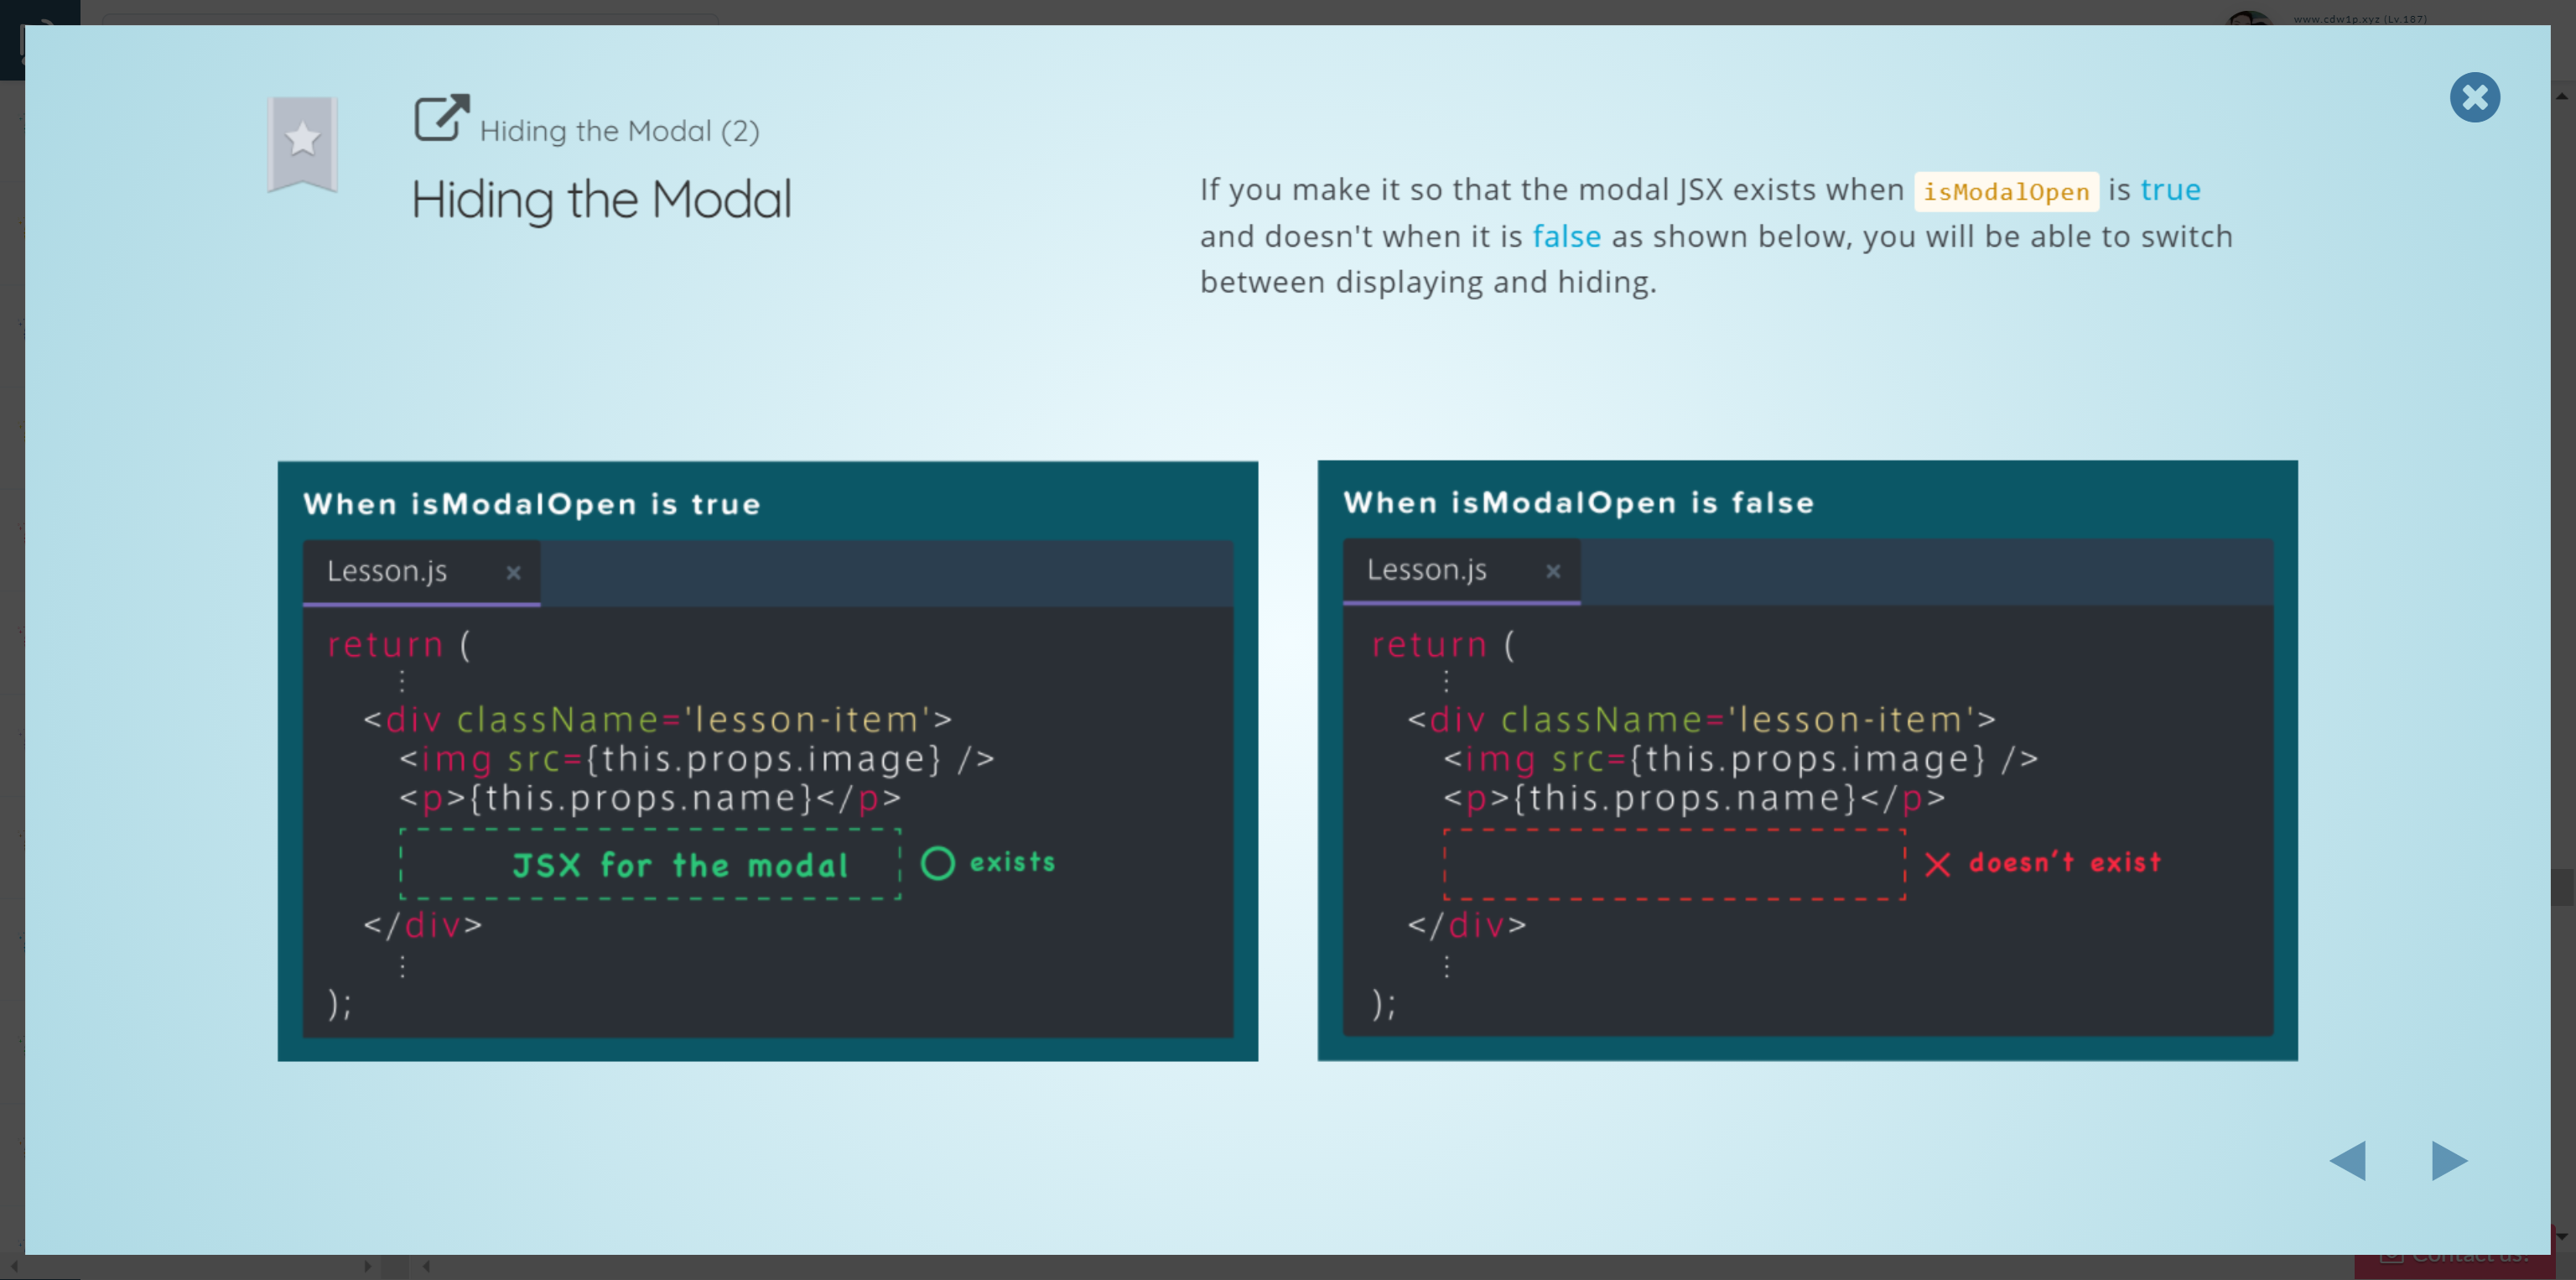 www.cdw1p.xyz (Lv.187)
Hiding the Modal (2)
Hiding the Modal
If you make it so that the modal JSX exists when isModalOpen is true
and doesn't when it is false as shown below, you will be able to switch
between displaying and hiding.
When isModalOpen is true
Lesson.js ×
return (
⋮
<div className='lesson-item'>
<img src={this.props.image} />
<p>{this.props.name}</p>
JSX for the modal exists
</div>
⋮
);
When isModalOpen is false
Lesson.js ×
return (
⋮
<div className='lesson-item'>
<img src={this.props.image} />
<p>{this.props.name}</p>
doesn't exist
</div>
⋮
);
Contact us!